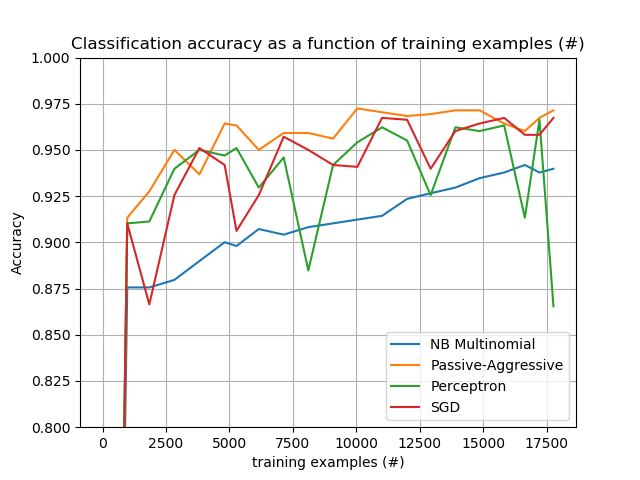 Classification accuracy as a function of training examples (#)
1.000
0.975
0.950
0.925
0.900
0.875
0.850
0.825
0.800
Accuracy
NB Multinomial
Passive-Aggressive
Perceptron
SGD
0 2500 5000 7500 10000 12500 15000 17500
training examples (#)